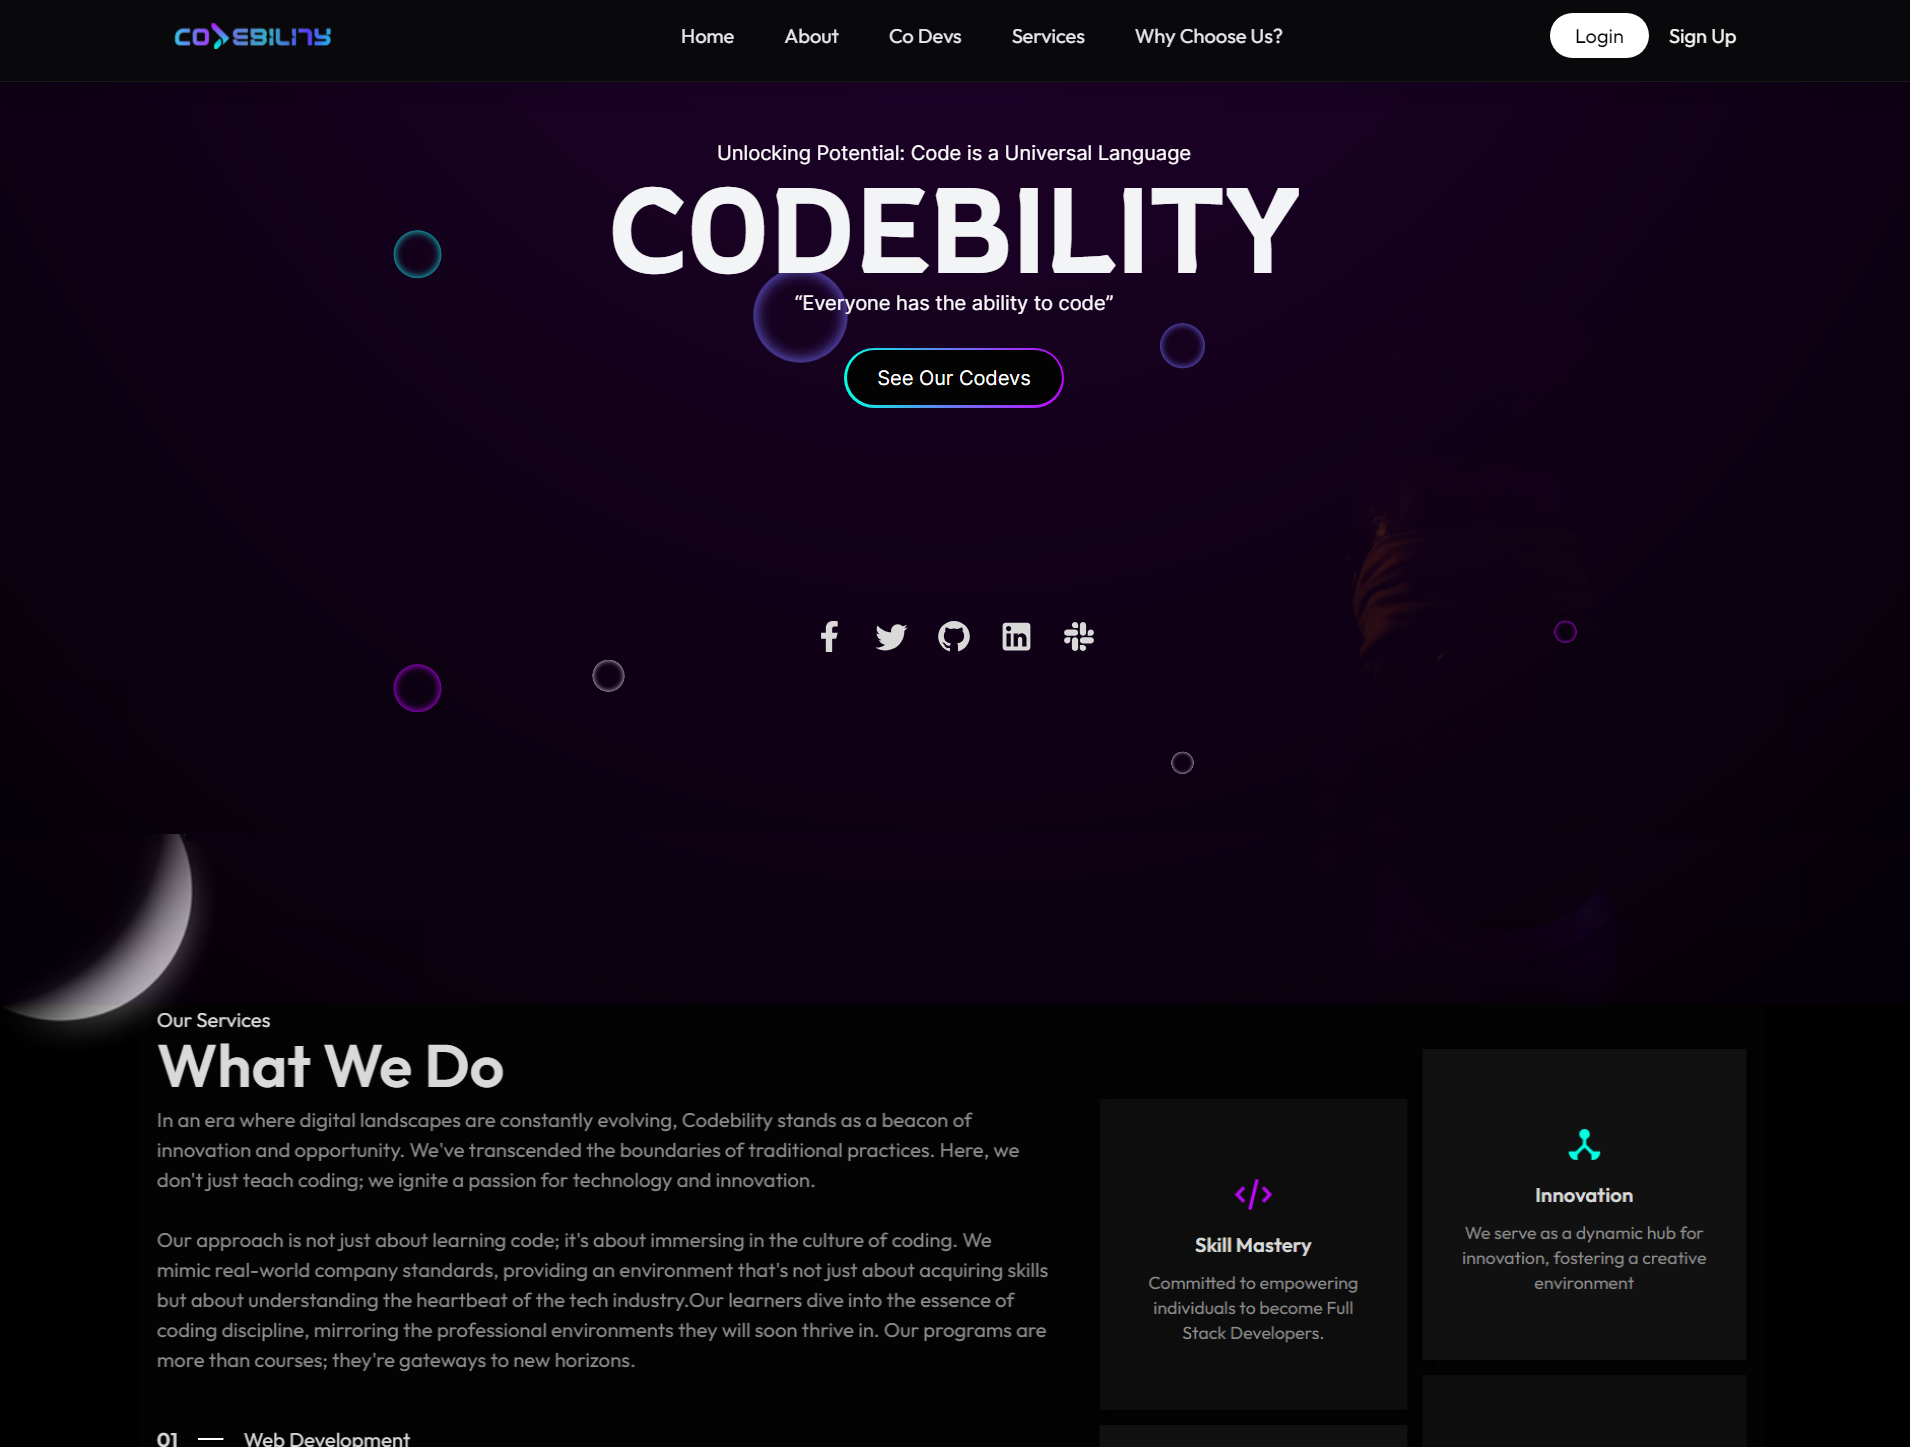 CODEBILITY
Home
About
Co Devs
Services
Why Choose Us?
Login
Sign Up
Unlocking Potential: Code is a Universal Language
CODEBILITY
“Everyone has the ability to code”
See Our Codevs
Our Services
What We Do
In an era where digital landscapes are constantly evolving, Codebility stands as a beacon of
innovation and opportunity. We've transcended the boundaries of traditional practices. Here, we
don't just teach coding; we ignite a passion for technology and innovation.
Our approach is not just about learning code; it's about immersing in the culture of coding. We
mimic real-world company standards, providing an environment that's not just about acquiring skills
but about understanding the heartbeat of the tech industry.Our learners dive into the essence of
coding discipline, mirroring the professional environments they will soon thrive in. Our programs are
more than courses; they're gateways to new horizons.
01 — Web Development
Skill Mastery
Committed to empowering
individuals to become Full
Stack Developers.
Innovation
We serve as a dynamic hub for
innovation, fostering a creative
environment